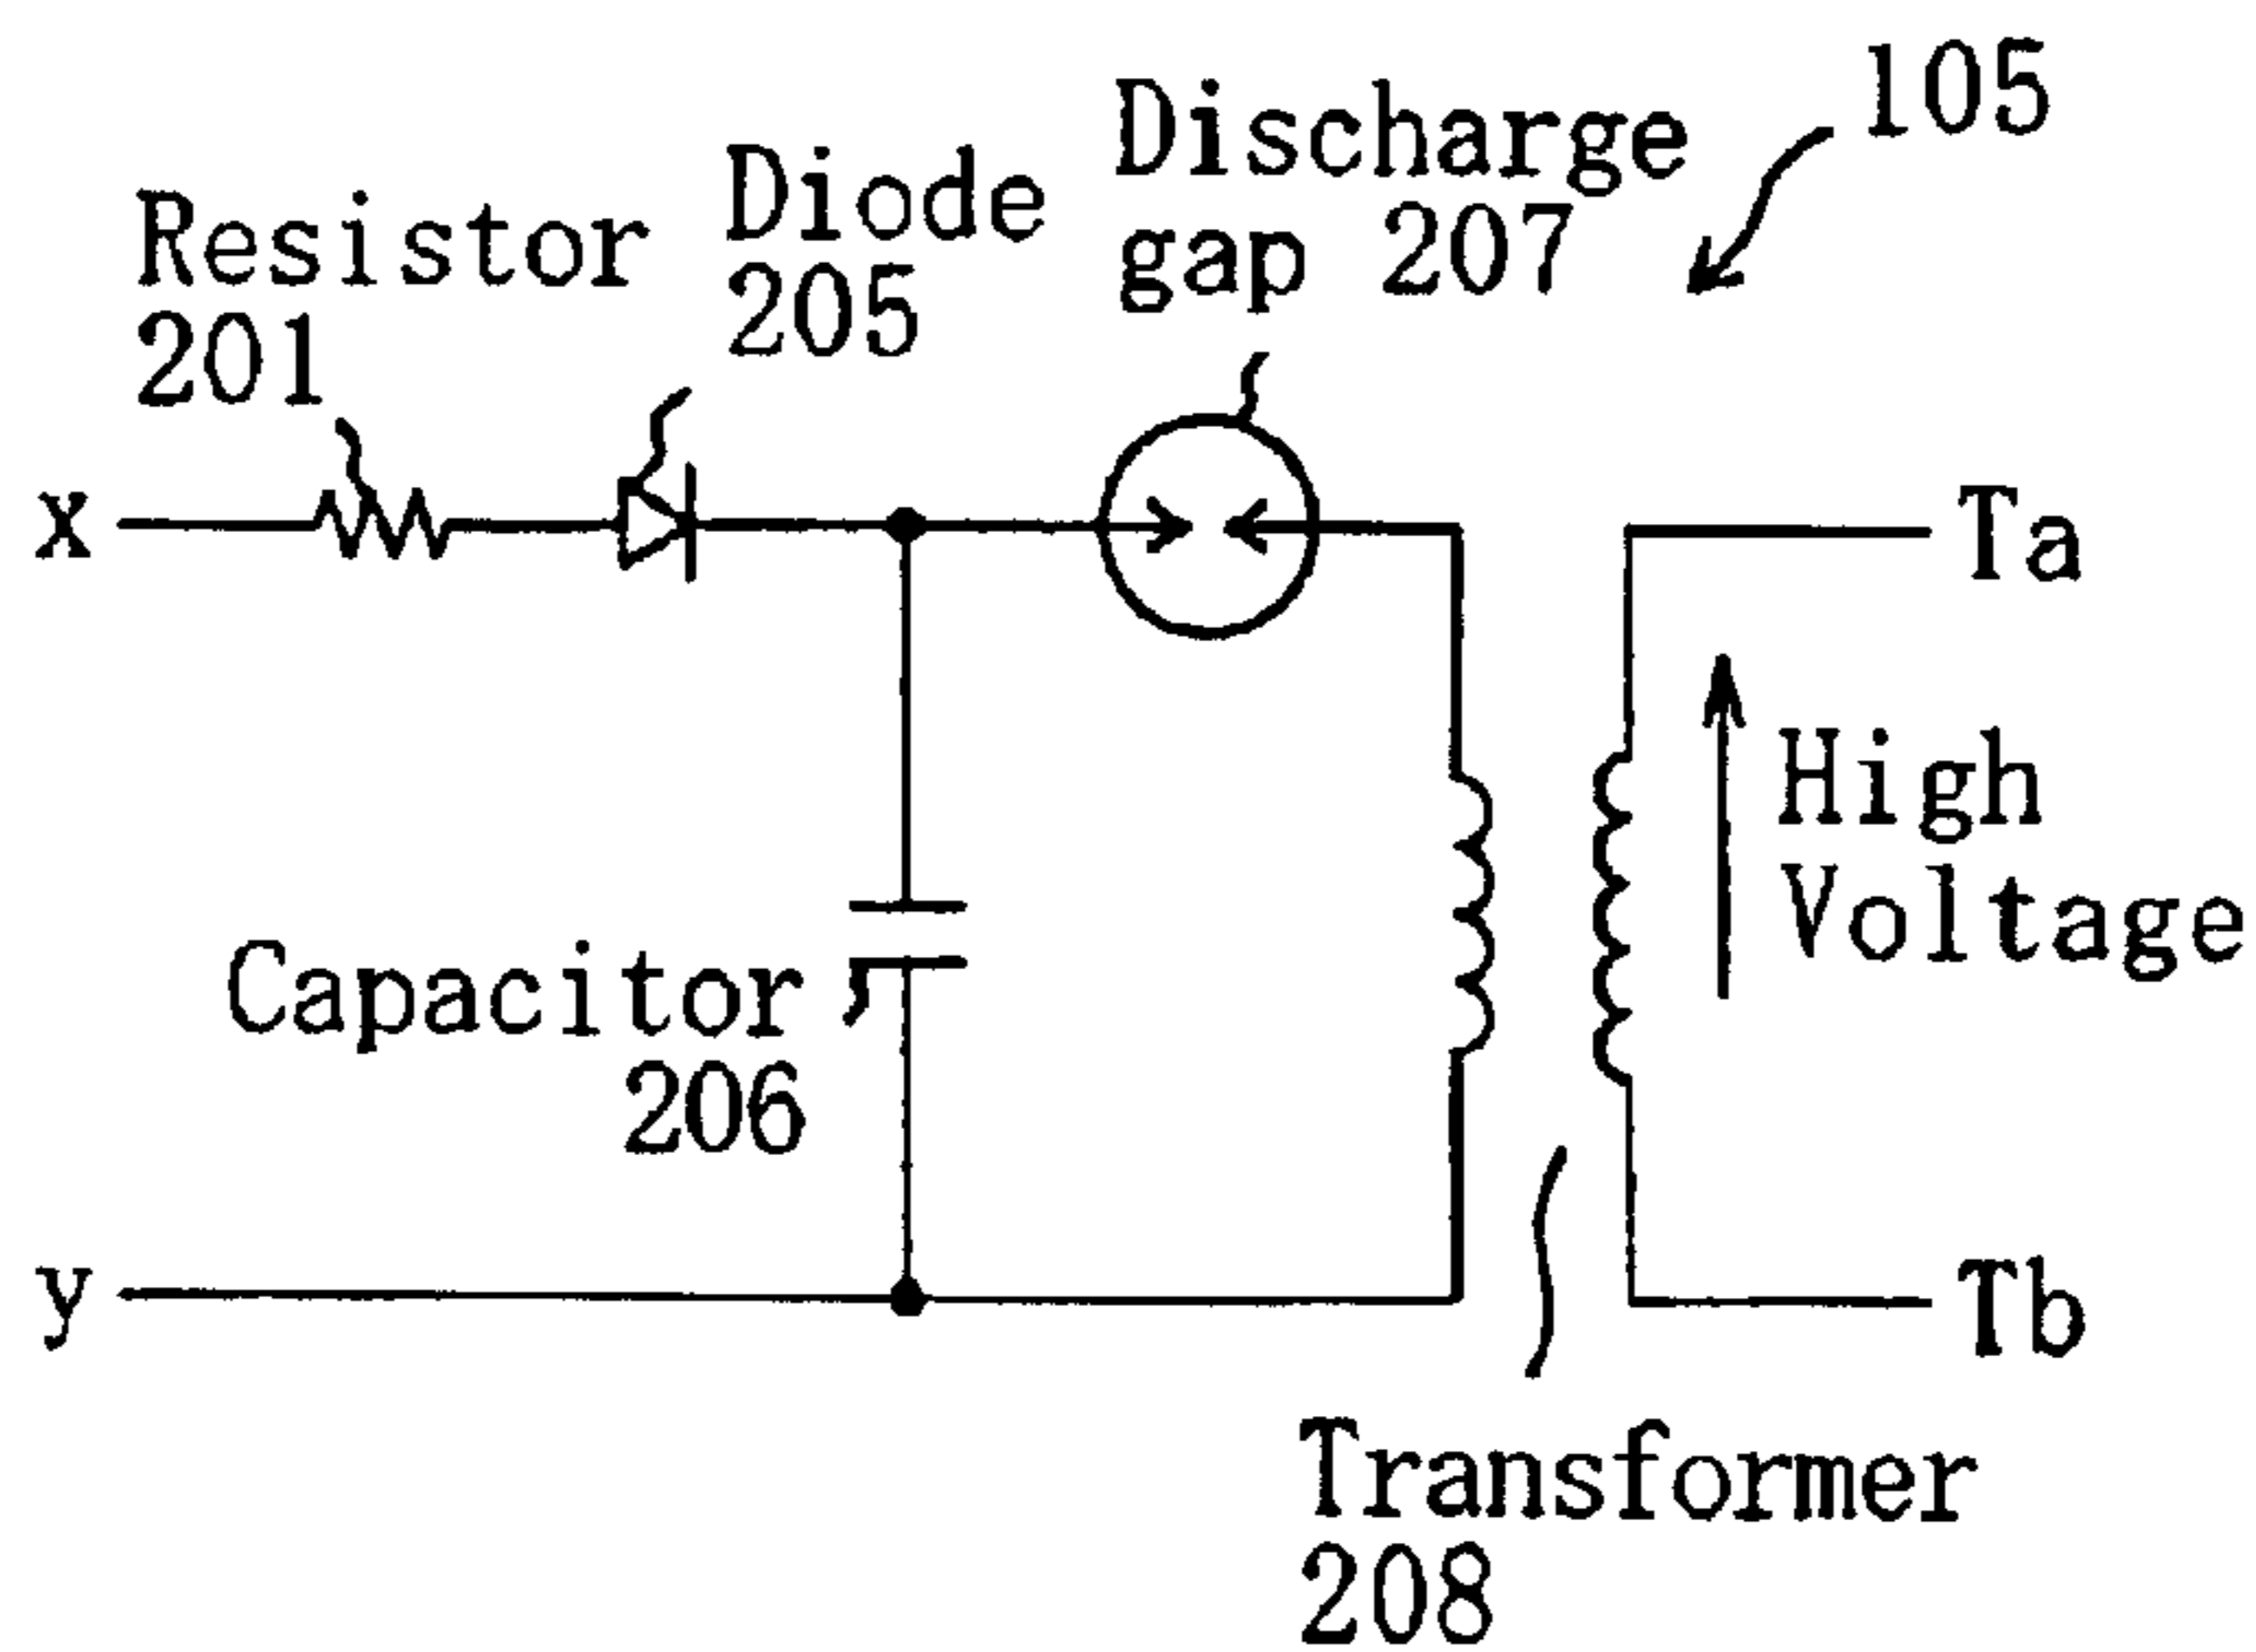 105
Discharge
gap 207
Diode
205
Resistor
201
x
Ta
High
Voltage
Capacitor
206
y
Tb
Transformer
208